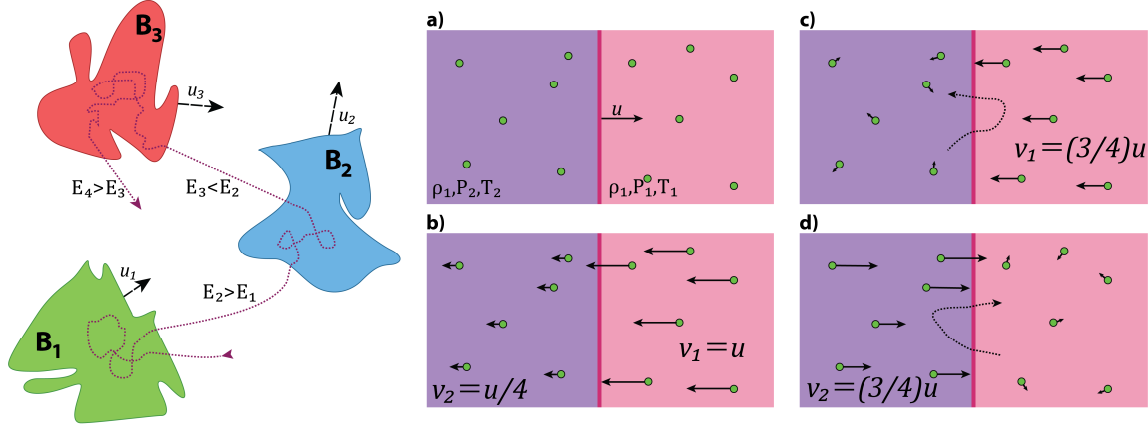 B3
u3
E4>E3
E3<E2
u2
B2
u1
E2>E1
B1
a)
u
ρ1,P2,T2
ρ1,P1,T1
b)
v1=u
v2=u/4
c)
v1=(3/4)u
d)
v2=(3/4)u